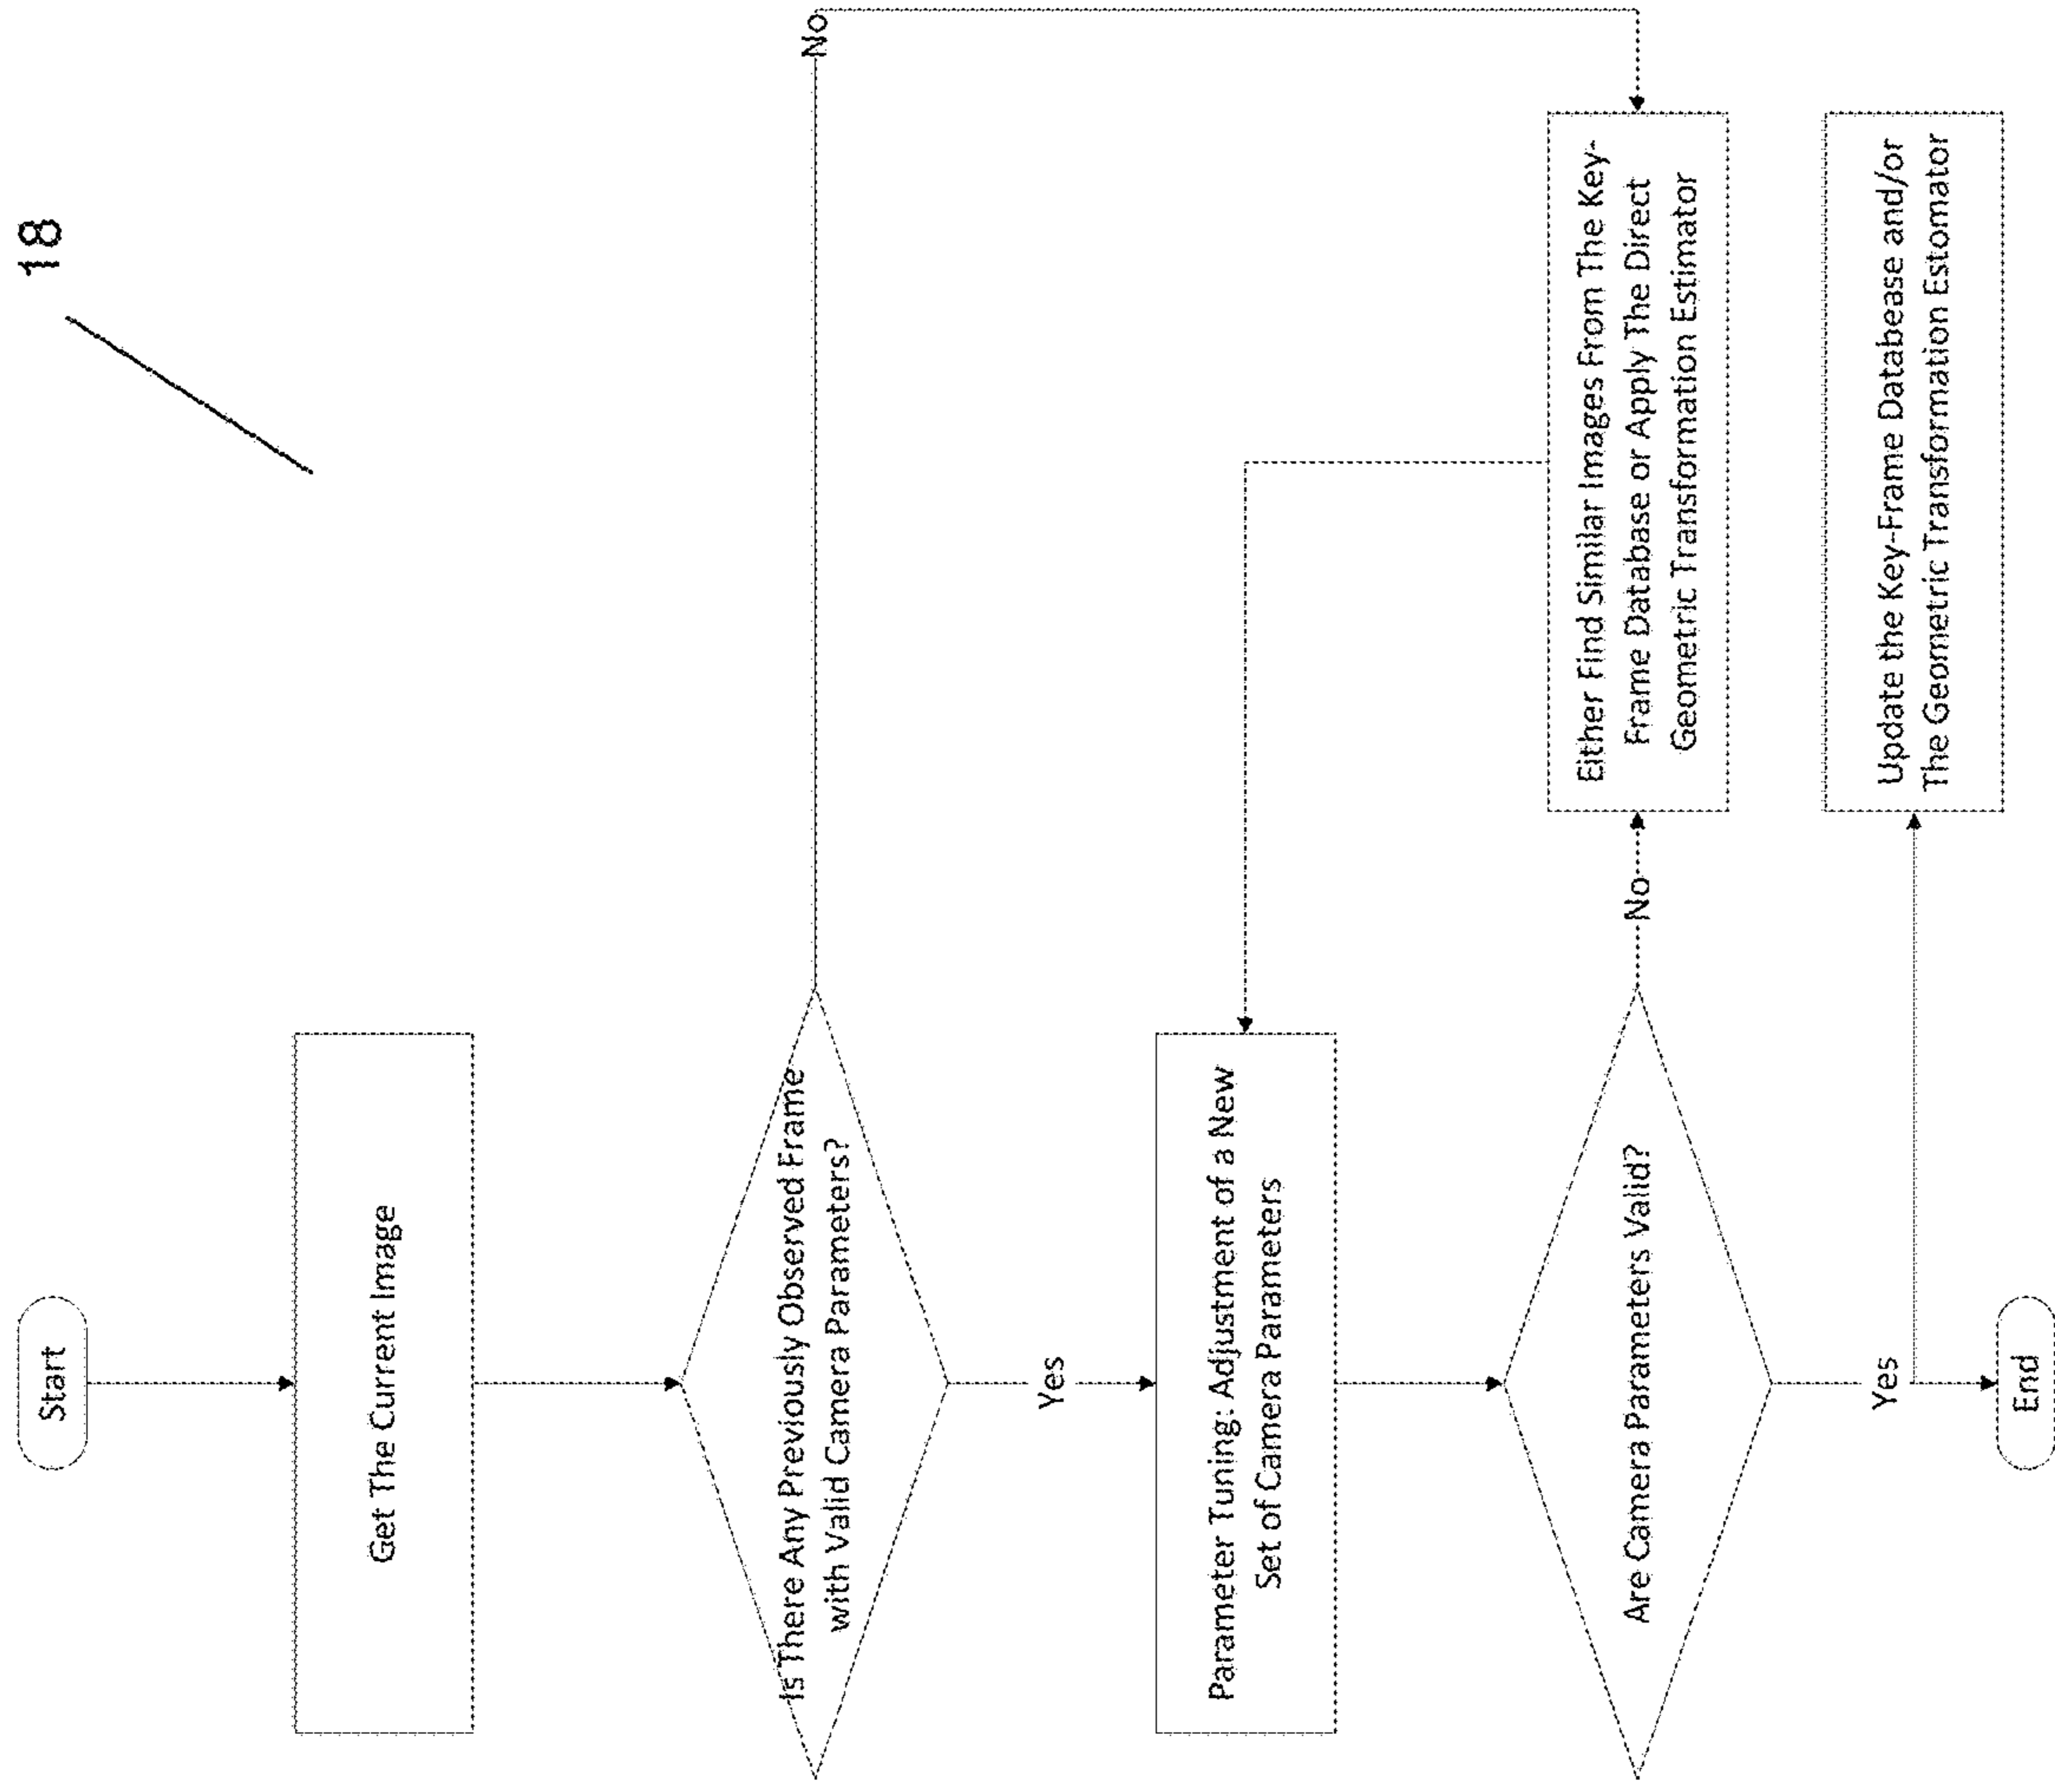 18
Start
Get The Current Image
Is There Any Previously Observed Frame
with Valid Camera Parameters?
No
Yes
Parameter Tuning: Adjustment of a New
Set of Camera Parameters
Are Camera Parameters Valid?
No
Either Find Similar Images From The Key-
Frame Database or Apply The Direct
Geometric Transformation Estimator
Yes
Update the Key-Frame Databease and/or
The Geometric Transformation Estomator
End